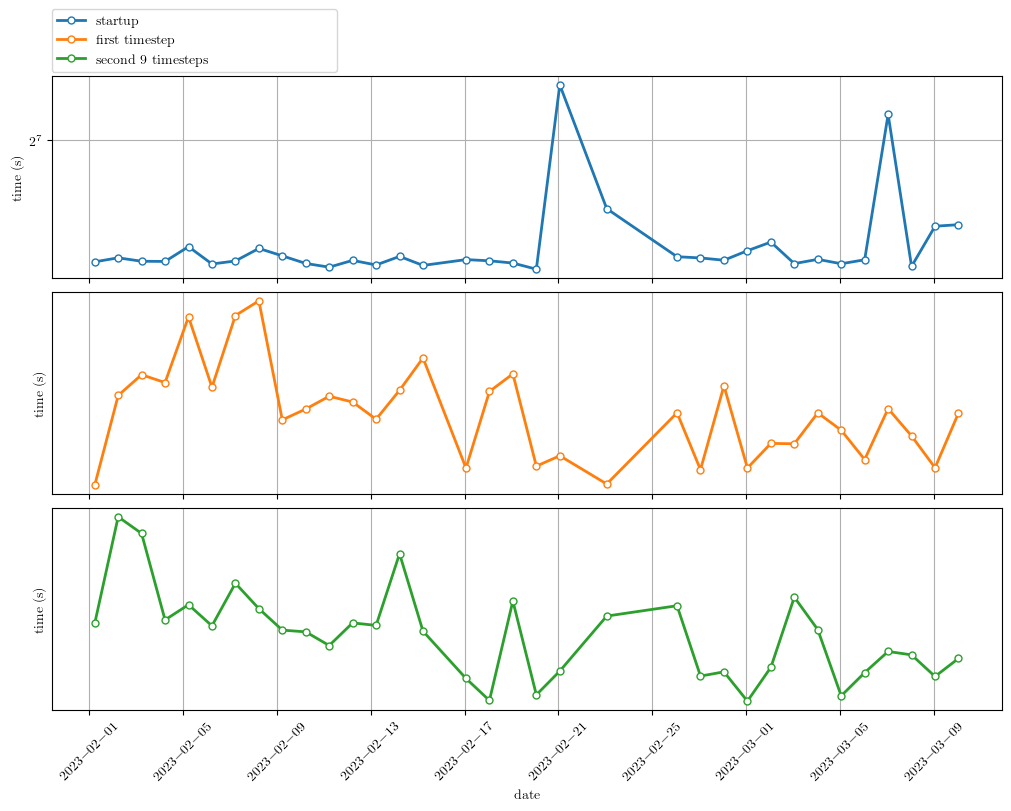 startup
first timestep
second 9 timesteps
2⁷
time (s)
time (s)
time (s)
2023−02−01
2023−02−05
2023−02−09
2023−02−13
2023−02−17
2023−02−21
2023−02−25
2023−03−01
2023−03−05
2023−03−09
date